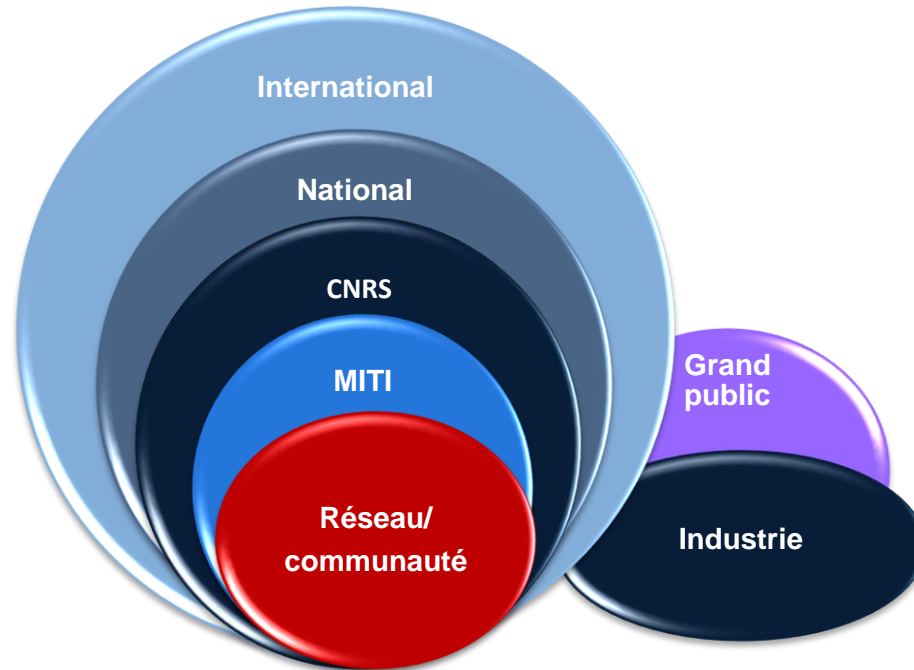 International
National
CNRS
MITI
Réseau/
communauté
Grand
public
Industrie